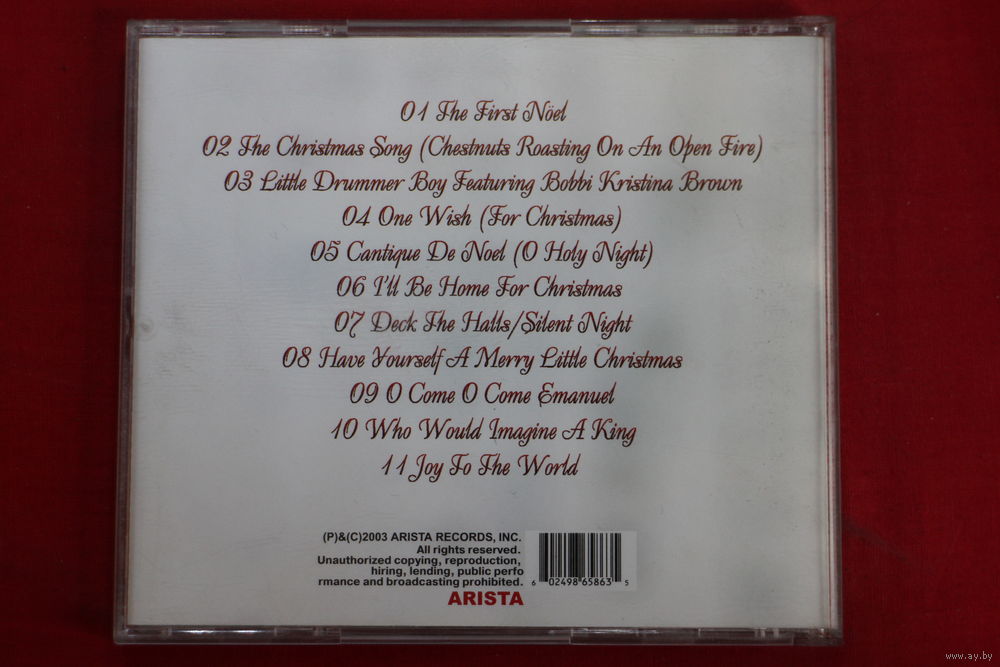 01 The First Nöel
02 The Christmas Song (Chestnuts Roasting On An Open Fire)
03 Little Drummer Boy Featuring Bobbi Kristina Brown
04 One Wish (For Christmas)
05 Cantique De Noel (O Holy Night)
06 I'll Be Home For Christmas
07 Deck The Halls/Silent Night
08 Have Yourself A Merry Little Christmas
09 O Come O Come Emanuel
10 Who Would Imagine A King
11 Joy To The World
(P)&(C)2003 ARISTA RECORDS, INC.
All rights reserved.
Unauthorized copying, reproduction,
hiring, lending, public perfo
rmance and broadcasting prohibited.
ARISTA
6 02498 65863 5
www.ay.by